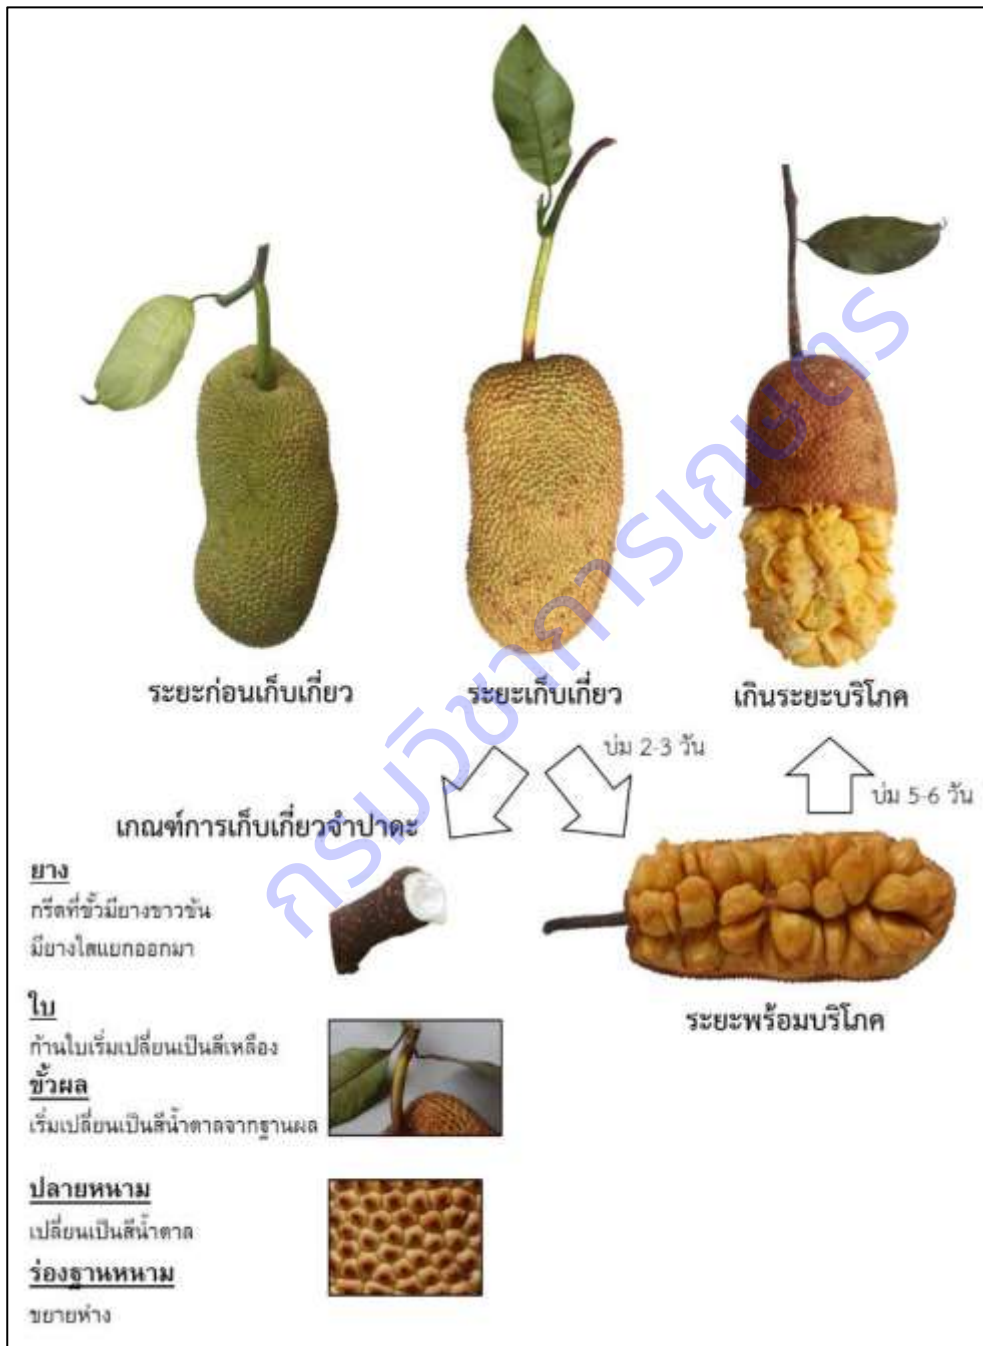 ระยะก่อนเก็บเกี่ยว
ระยะเก็บเกี่ยว
เกินระยะบริโภค
บ่ม 2-3 วัน
บ่ม 5-6 วัน
เกณฑ์การเก็บเกี่ยวจำปาดะ
ยาง
กรีดที่ขั้วมียางขาวข้น
มียางใสแยกออกมา
ระยะพร้อมบริโภค
ใบ
ก้านใบเริ่มเปลี่ยนเป็นสีเหลือง
ขั้วผล
เริ่มเปลี่ยนเป็นสีน้ำตาลจากฐานผล
ปลายหนาม
เปลี่ยนเป็นสีน้ำตาล
ร่องฐานหนาม
ขยายห่าง
กรมวิชาการเกษตร